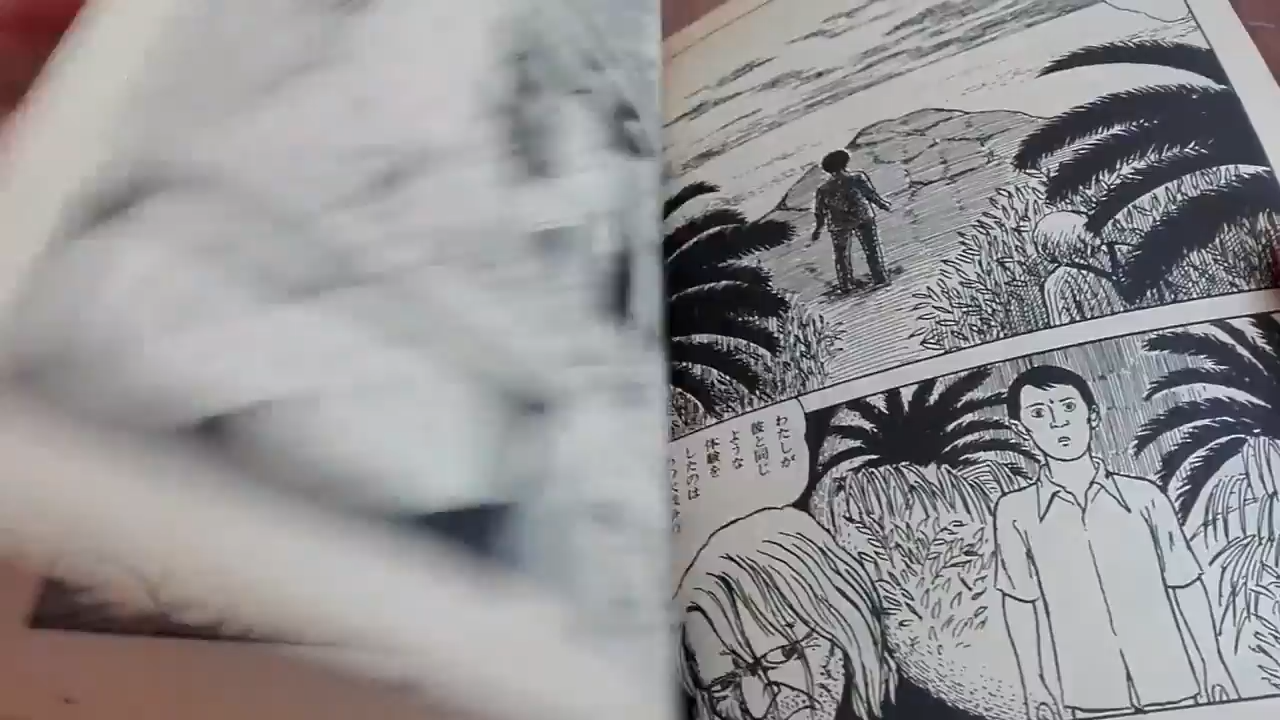 わたしが
彼と同じ
ような
体験を
したのは